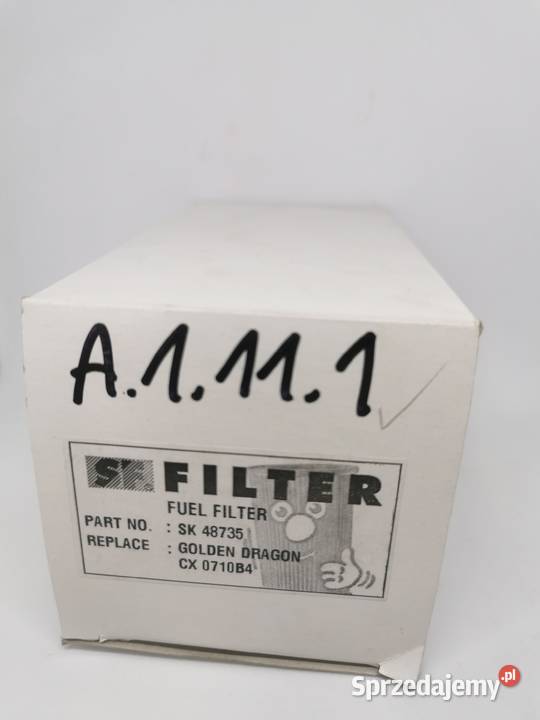 A.1.11.1
SF. FILTER
FUEL FILTER
PART NO. : SK 48735
REPLACE : GOLDEN DRAGON
CX 0710B4
Sprzedajemy.pl